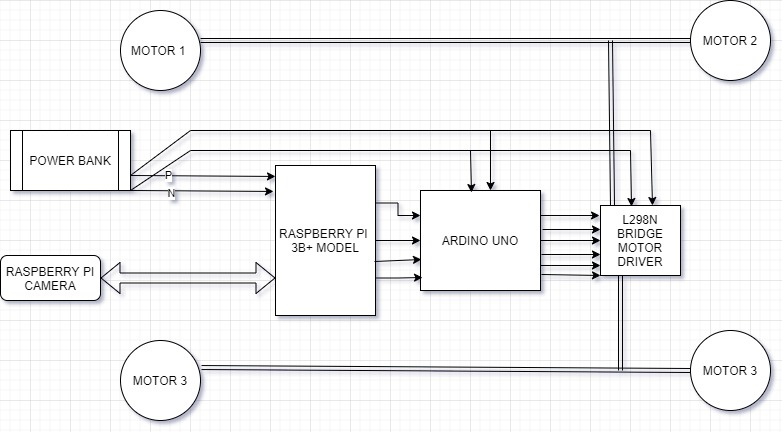 MOTOR 1
MOTOR 2
POWER BANK
P
N
RASPBERRY PI
3B+ MODEL
ARDINO UNO
L298N
BRIDGE
MOTOR
DRIVER
RASPBERRY PI
CAMERA
MOTOR 3
MOTOR 3